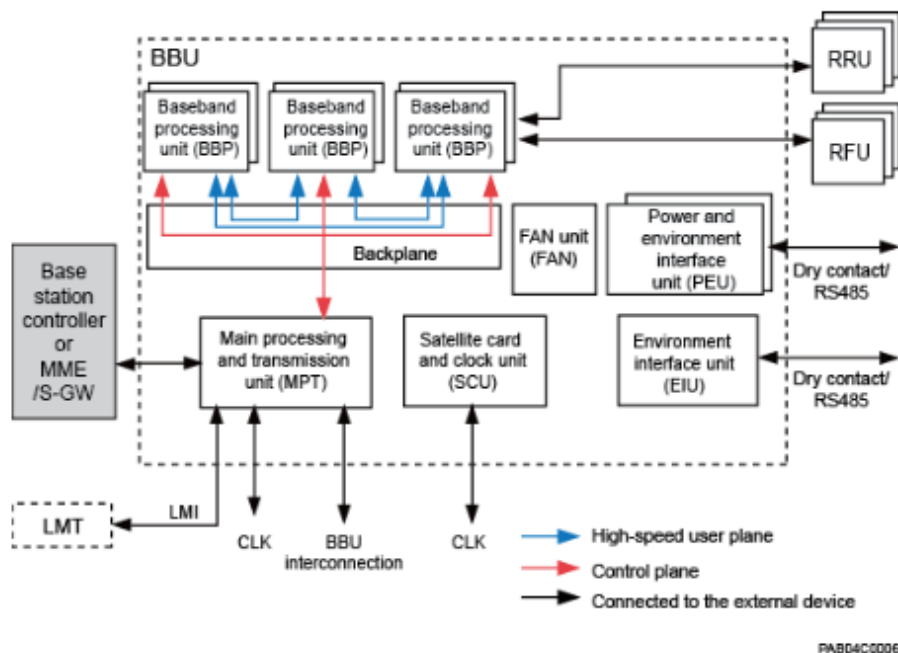 BBU
Baseband
processing
unit (BBP)
Baseband
processing
unit (BBP)
Baseband
processing
unit (BBP)
RRU
RFU
Backplane
FAN unit
(FAN)
Power and
environment
interface
unit (PEU)
Dry contact/
RS485
Base
station
controller
or
MME
/S-GW
Main processing
and transmission
unit (MPT)
Satellite card
and clock unit
(SCU)
Environment
interface unit
(EIU)
Dry contact/
RS485
LMT
LMI
CLK
BBU
interconnection
CLK
High-speed user plane
Control plane
Connected to the external device
PAB04C0006